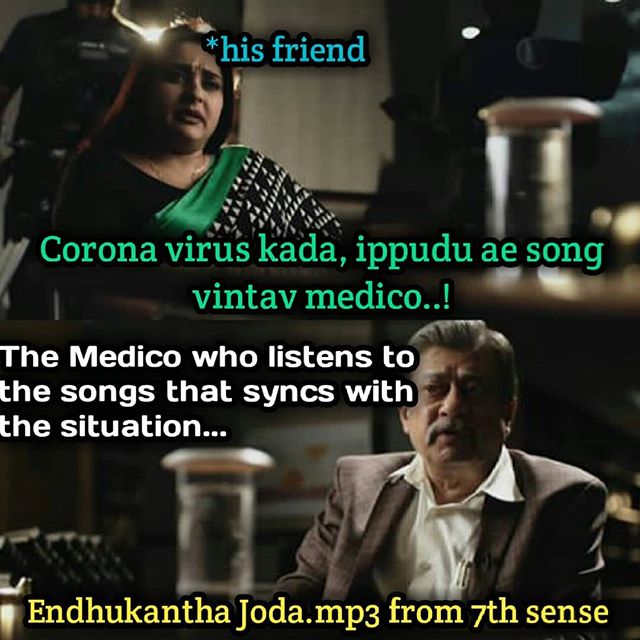 *his friend
Corona virus kada, ippudu ae song
vintav medico..!
The Medico who listens to
the songs that syncs with
the situation...
Endhukantha Joda.mp3 from 7th sense